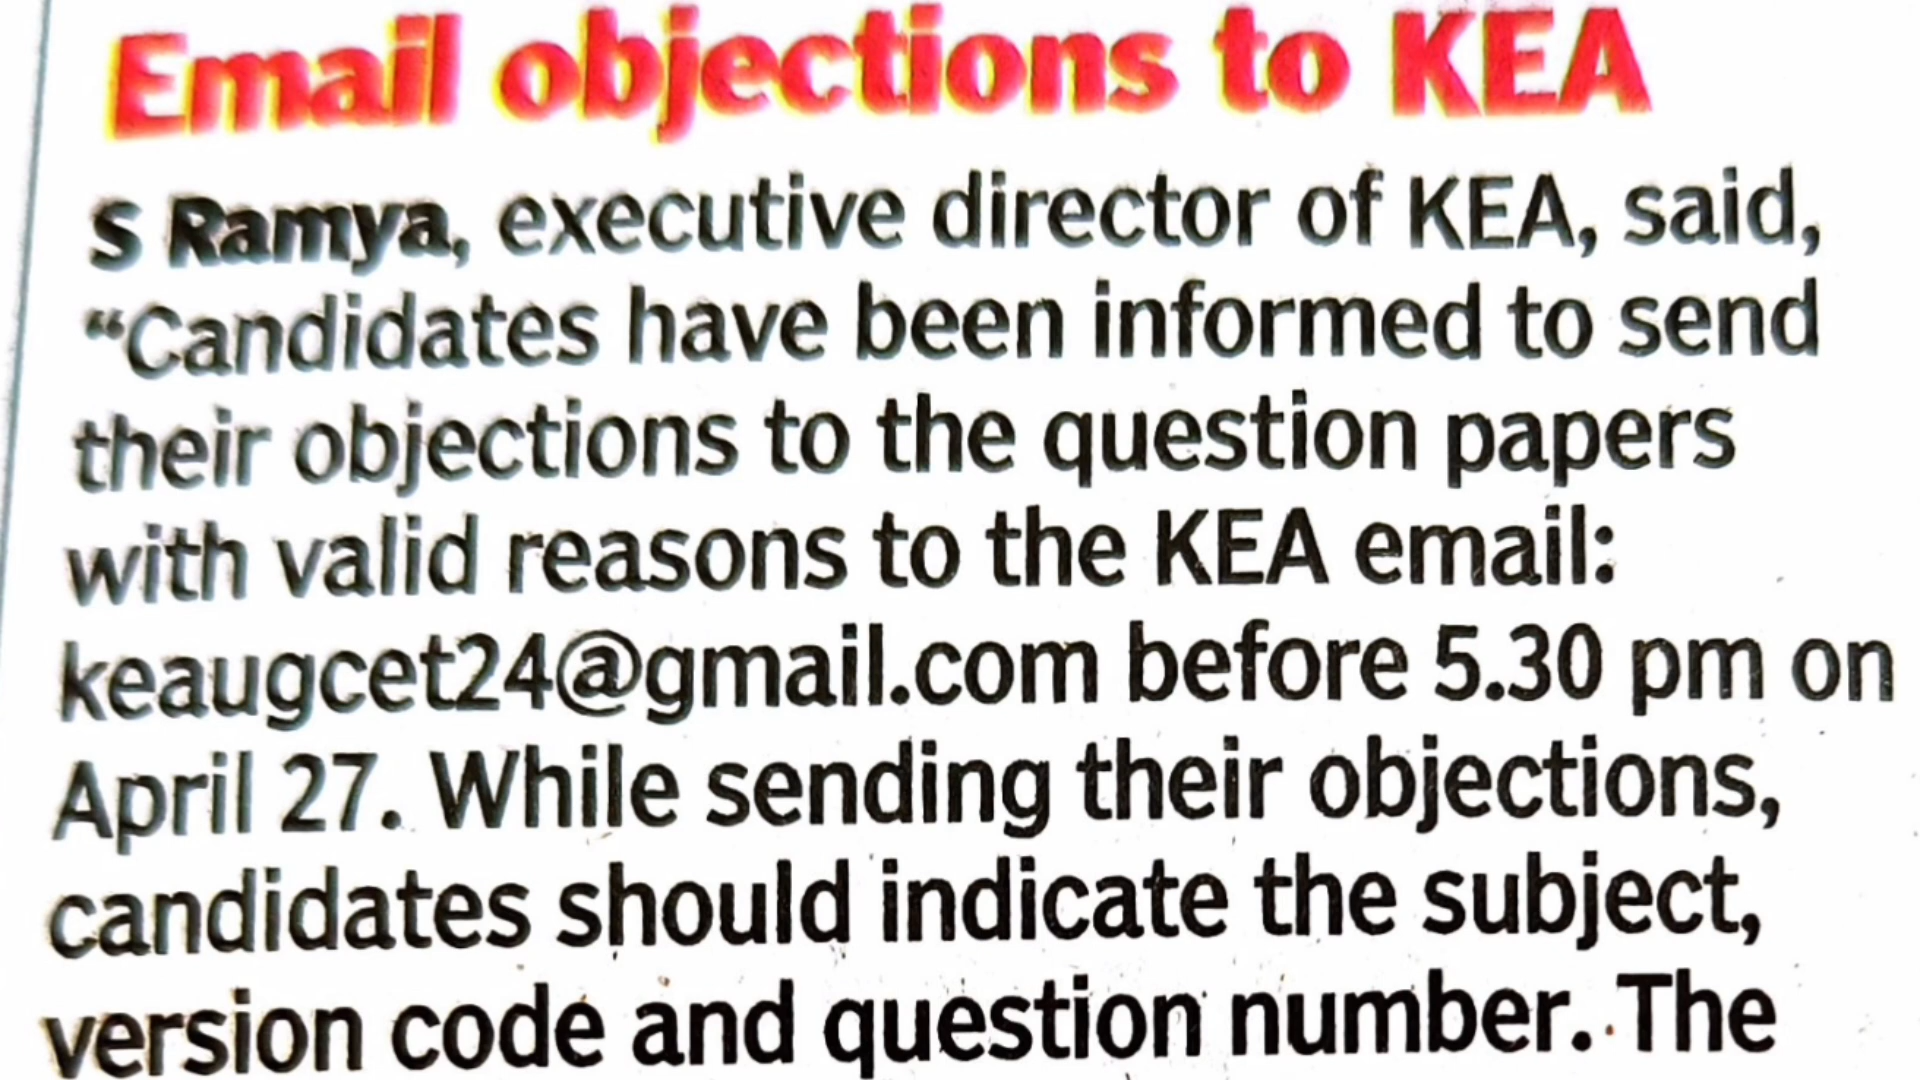 Email objections to KEA
S Ramya, executive director of KEA, said,
“Candidates have been informed to send
their objections to the question papers
with valid reasons to the KEA email:
keaugcet24@gmail.com before 5.30 pm on
April 27. While sending their objections,
candidates should indicate the subject,
version code and question number. The